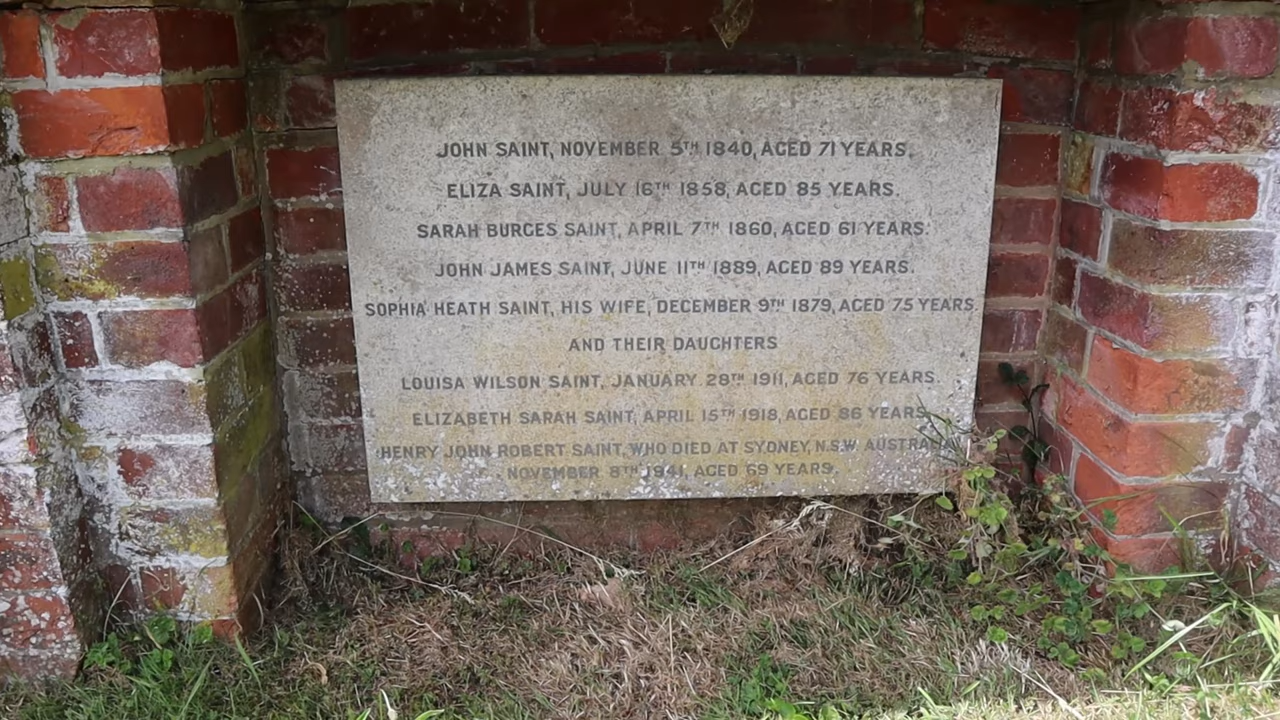 JOHN SAINT, NOVEMBER 5TH 1840, AGED 71 YEARS.
ELIZA SAINT, JULY 16TH 1858, AGED 85 YEARS.
SARAH BURGES SAINT, APRIL 7TH 1860, AGED 61 YEARS.
JOHN JAMES SAINT, JUNE 11TH 1889, AGED 89 YEARS.
SOPHIA HEATH SAINT, HIS WIFE, DECEMBER 9TH 1879, AGED 75 YEARS.
AND THEIR DAUGHTERS
LOUISA WILSON SAINT, JANUARY 28TH 1911, AGED 76 YEARS.
ELIZABETH SARAH SAINT, APRIL 15TH 1918, AGED 86 YEARS.
HENRY JOHN ROBERT SAINT, WHO DIED AT SYDNEY, N.S.W. AUSTRALIA
NOVEMBER 8TH 1941, AGED 69 YEARS.